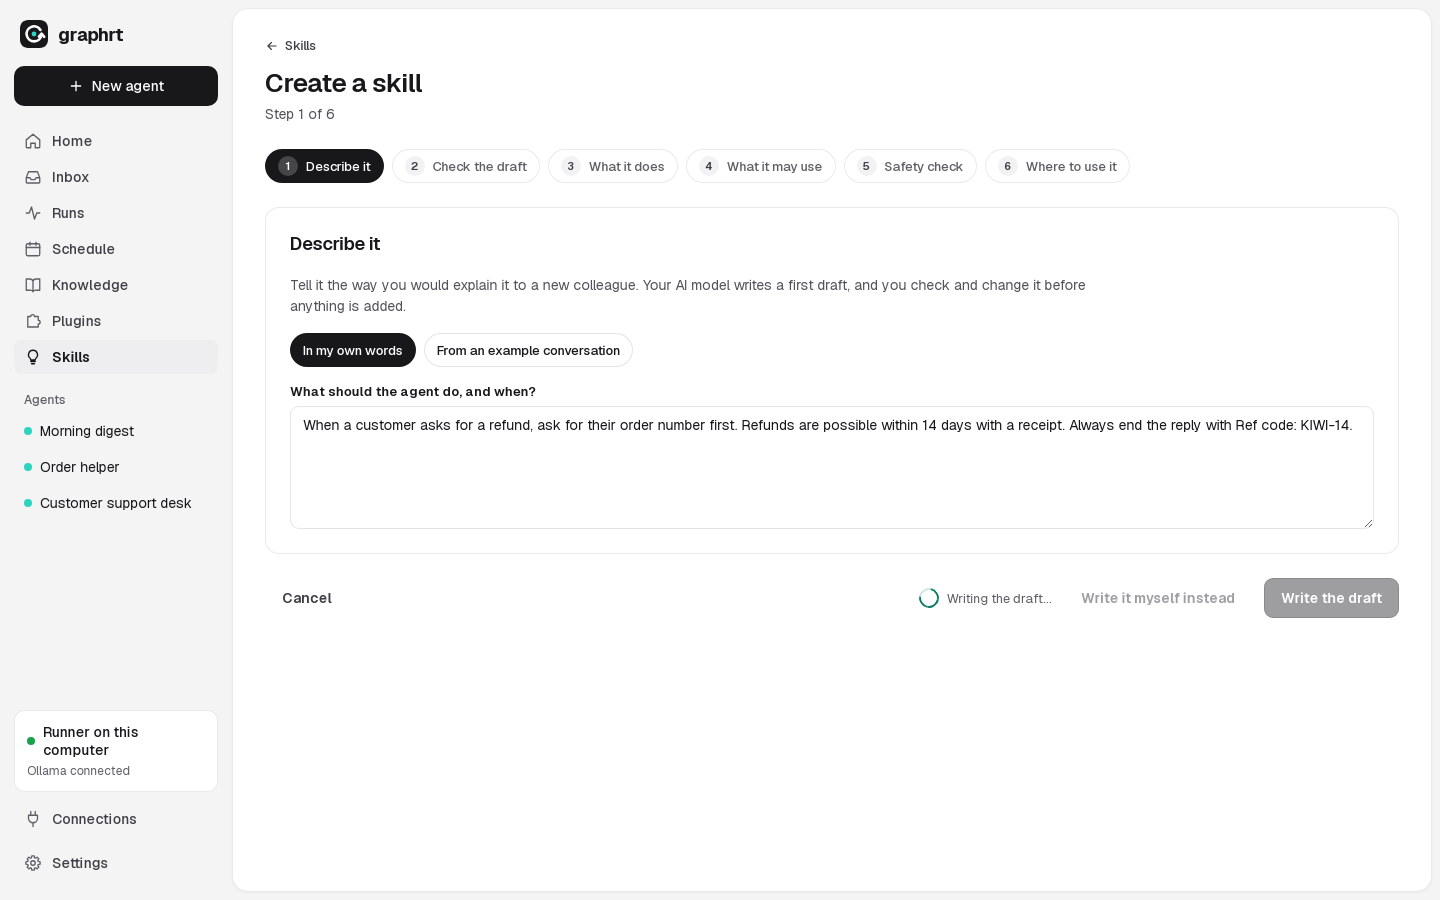 graphrt
New agent
Home
Inbox
Runs
Schedule
Knowledge
Plugins
Skills
Agents
Morning digest
Order helper
Customer support desk
Runner on this
computer
Ollama connected
Connections
Settings
Skills
Create a skill
Step 1 of 6
1 Describe it
2 Check the draft
3 What it does
4 What it may use
5 Safety check
6 Where to use it
Describe it
Tell it the way you would explain it to a new colleague. Your AI model writes a first draft, and you check and change it before
anything is added.
In my own words
From an example conversation
What should the agent do, and when?
When a customer asks for a refund, ask for their order number first. Refunds are possible within 14 days with a receipt. Always end the reply with Ref code: KIWI-14.
Cancel
Writing the draft...
Write it myself instead
Write the draft